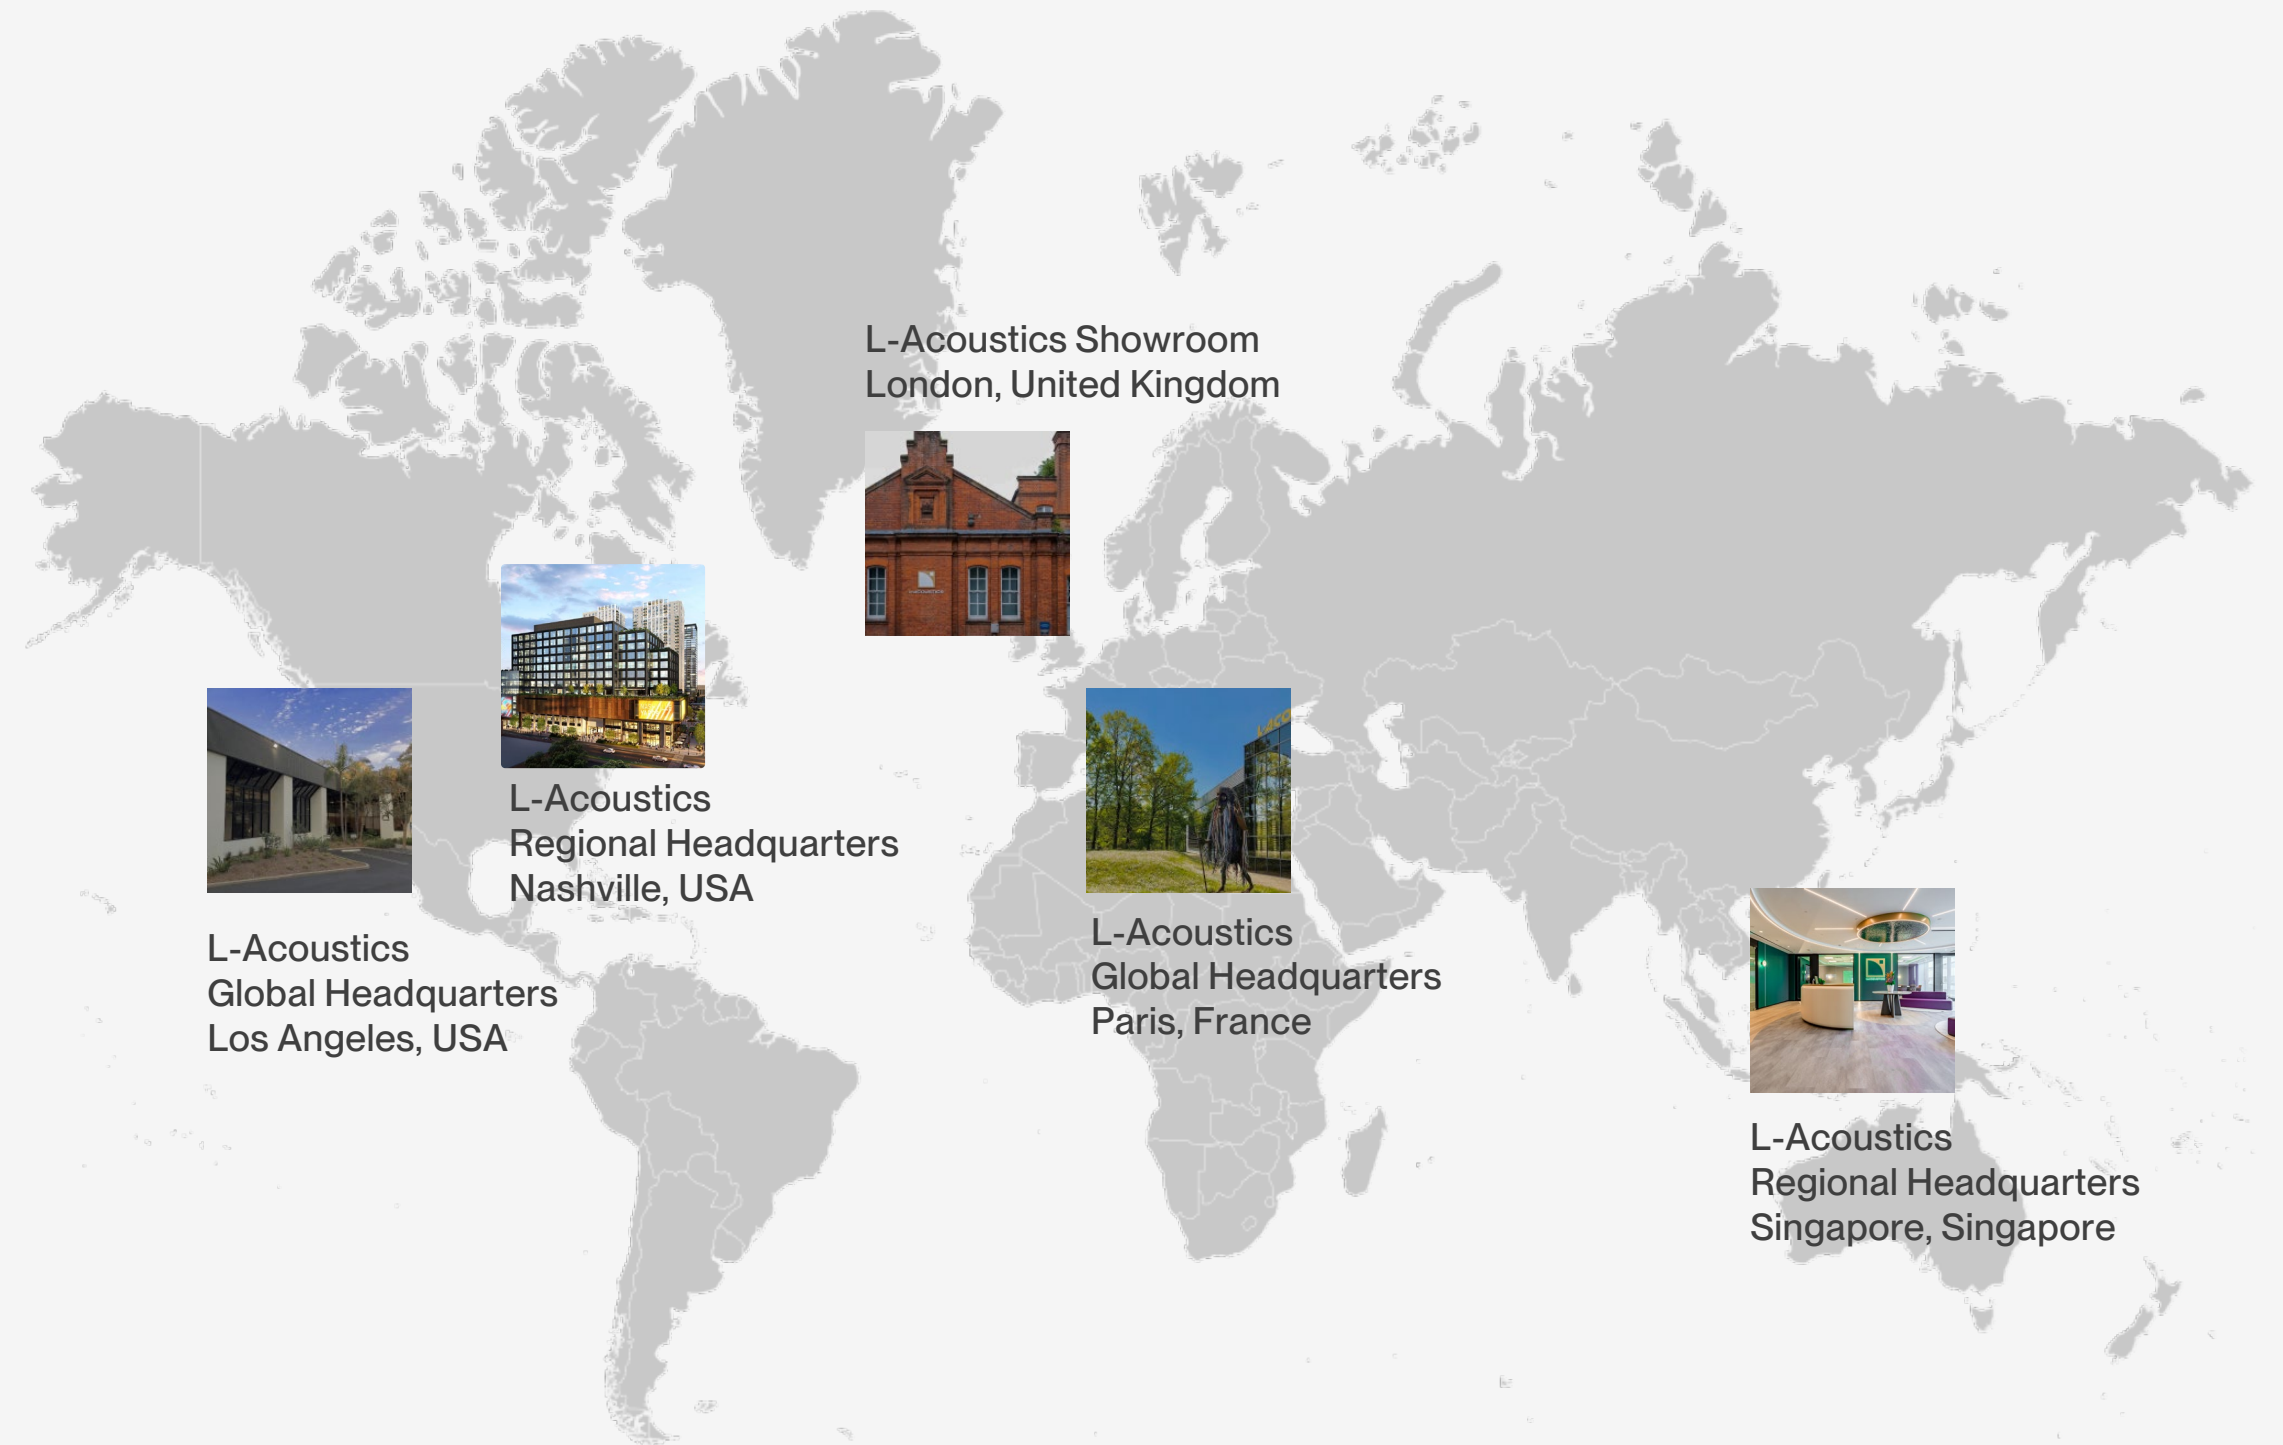 L-Acoustics Showroom
London, United Kingdom
L-Acoustics
Regional Headquarters
Nashville, USA
L-Acoustics
Global Headquarters
Los Angeles, USA
L-Acoustics
Global Headquarters
Paris, France
L-Acoustics
Regional Headquarters
Singapore, Singapore